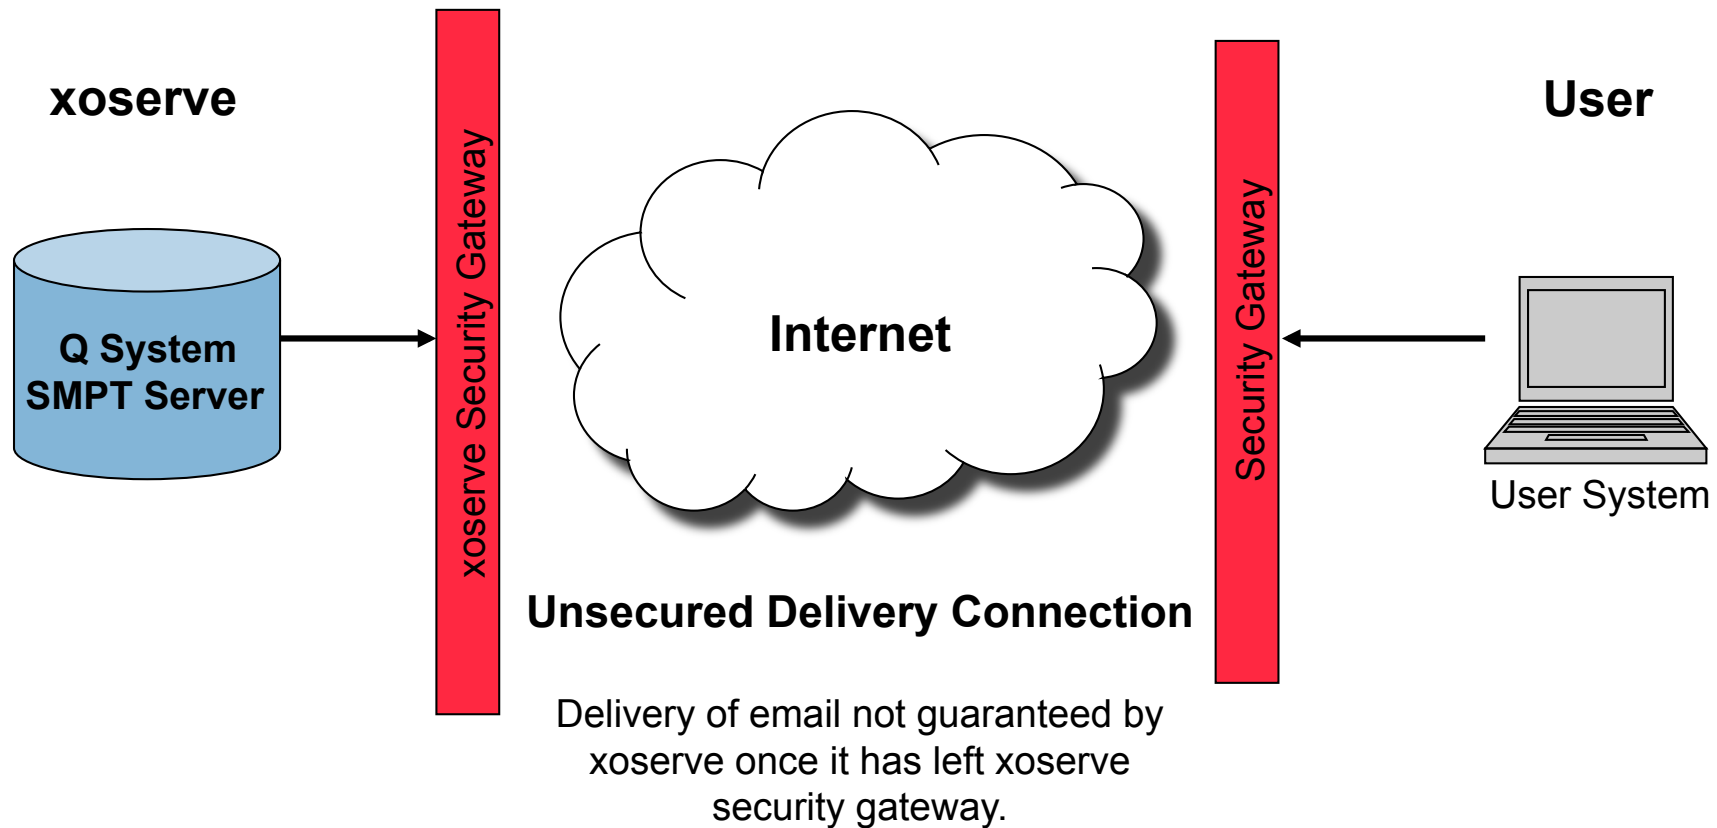 xoserve
User
xoserve Security Gateway
Security Gateway
Q System
SMPT Server
Internet
User System
Unsecured Delivery Connection
Delivery of email not guaranteed by
xoserve once it has left xoserve
security gateway.